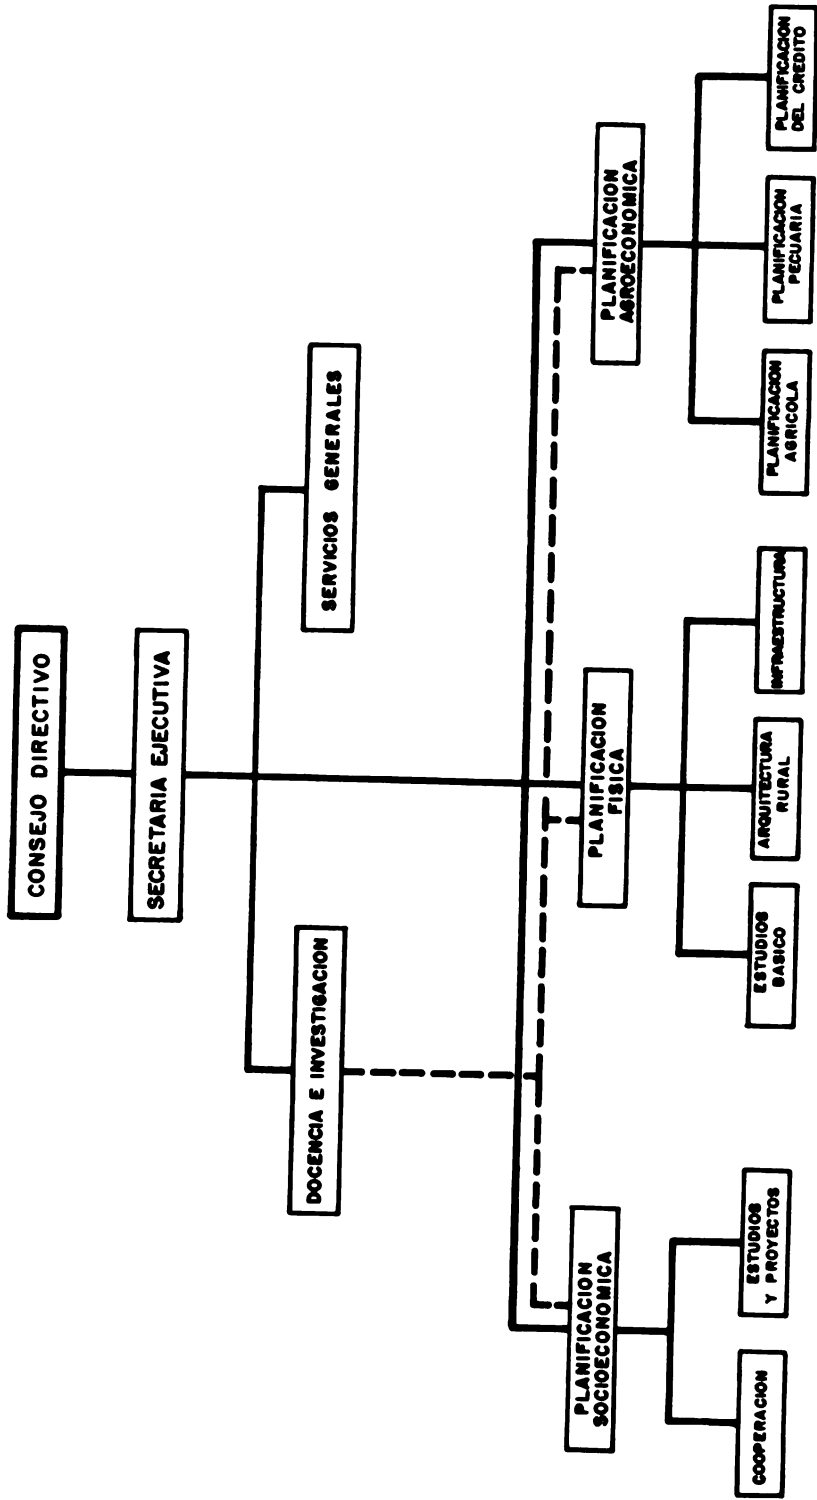 CONSEJO DIRECTIVO
SECRETARIA EJECUTIVA
DOCENCIA E INVESTIGACION
SERVICIOS GENERALES
PLANIFICACION
SOCIOECONOMICA
PLANIFICACION
FISICA
PLANIFICACION
AGROECONOMICA
COOPERACION
ESTUDIOS
Y PROYECTOS
ESTUDIOS
BASICO
ARQUITECTURA
RURAL
INFRAESTRUCTURA
PLANIFICACION
AGRICOLA
PLANIFICACION
PECUARIA
PLANIFICACION
DEL CREDITO